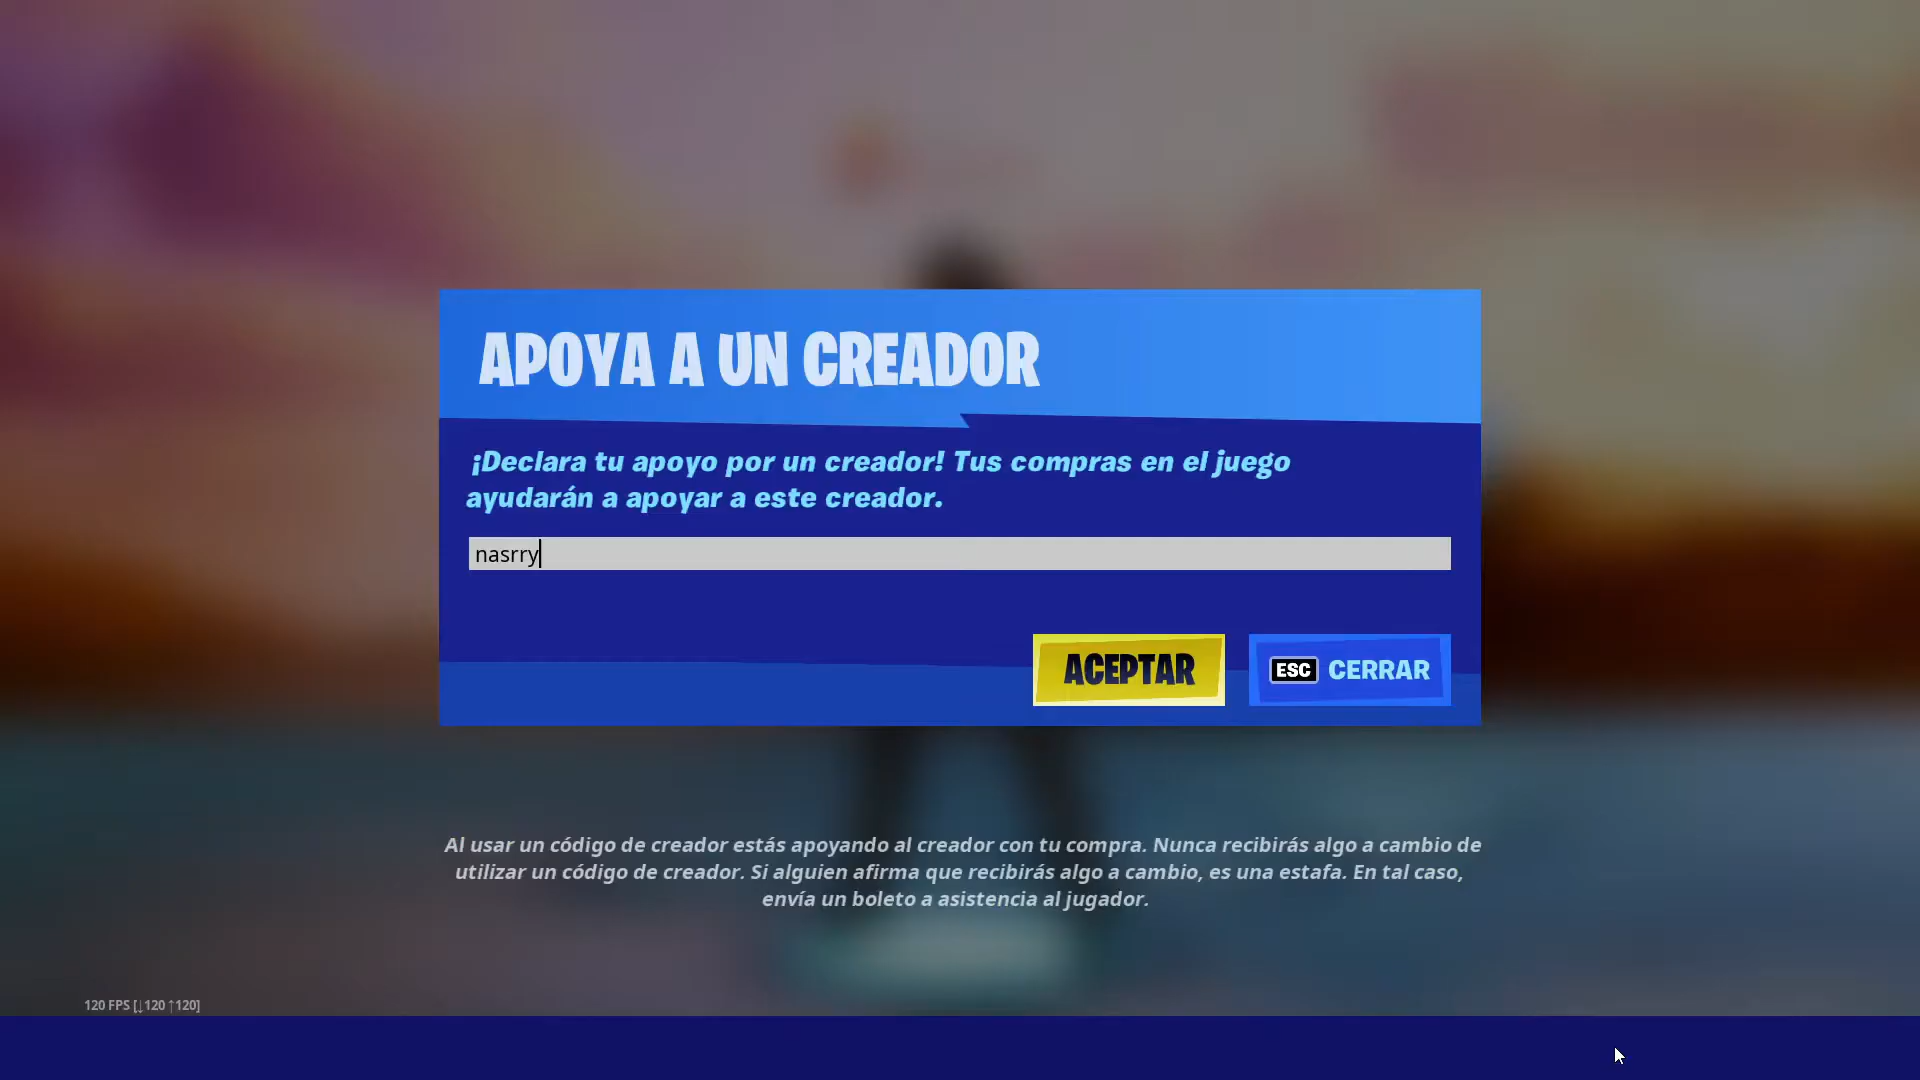 APOYA A UN CREADOR
¡Declara tu apoyo por un creador! Tus compras en el juego
ayudarán a apoyar a este creador.
nasrry
ACEPTAR
ESC CERRAR
Al usar un código de creador estás apoyando al creador con tu compra. Nunca recibirás algo a cambio de
utilizar un código de creador. Si alguien afirma que recibirás algo a cambio, es una estafa. En tal caso,
envía un boleto a asistencia al jugador.
120 FPS [↓120 ↑120]